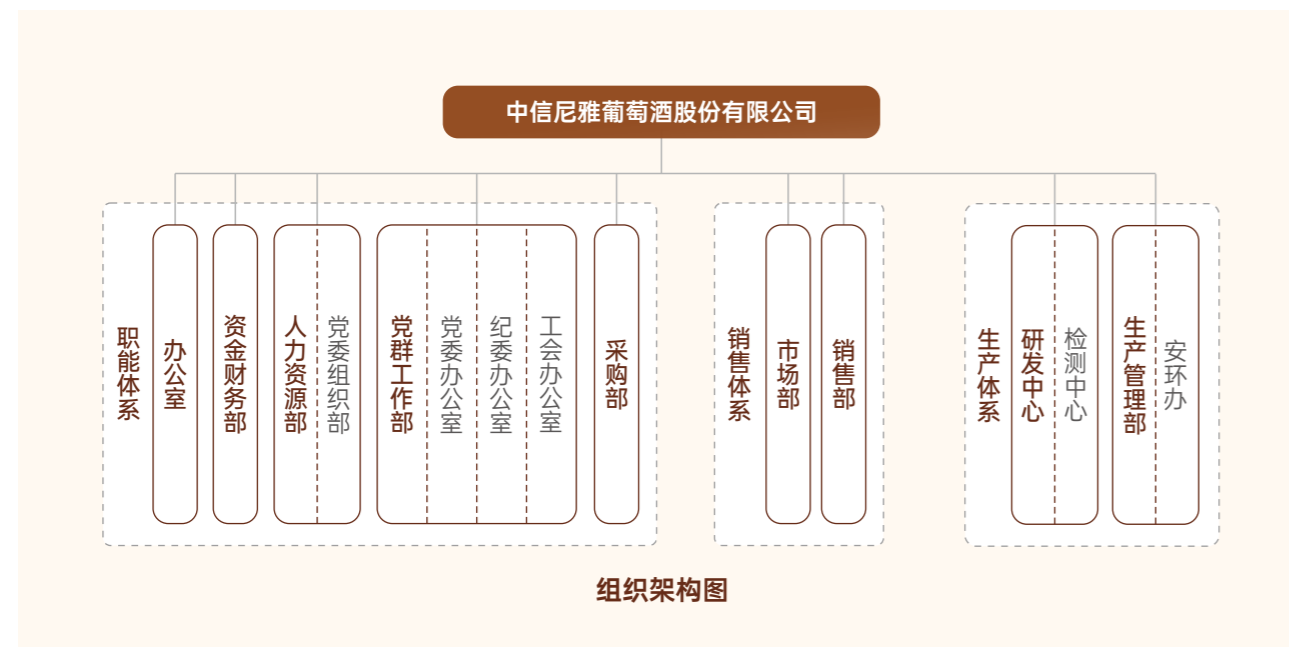 中信尼雅葡萄酒股份有限公司
职能体系
办公室
资金财务部
人力资源部
党委组织部
党群工作部
党委办公室
纪委办公室
工会办公室
采购部
销售体系
市场部
销售部
生产体系
研发中心
检测中心
生产管理部
安环办
组织架构图